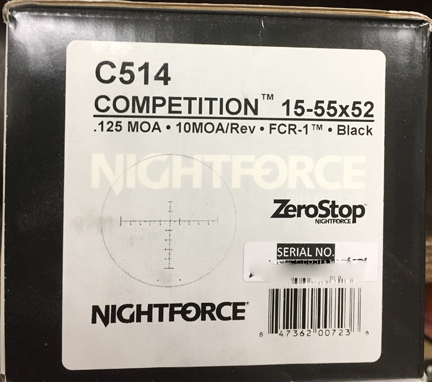 C514
COMPETITION™ 15-55x52
.125 MOA • 10MOA/Rev • FCR-1™ • Black
NIGHTFORCE
ZeroStop™
NIGHTFORCE
SERIAL NO.
NIGHTFORCE®
8 47362 00723 6